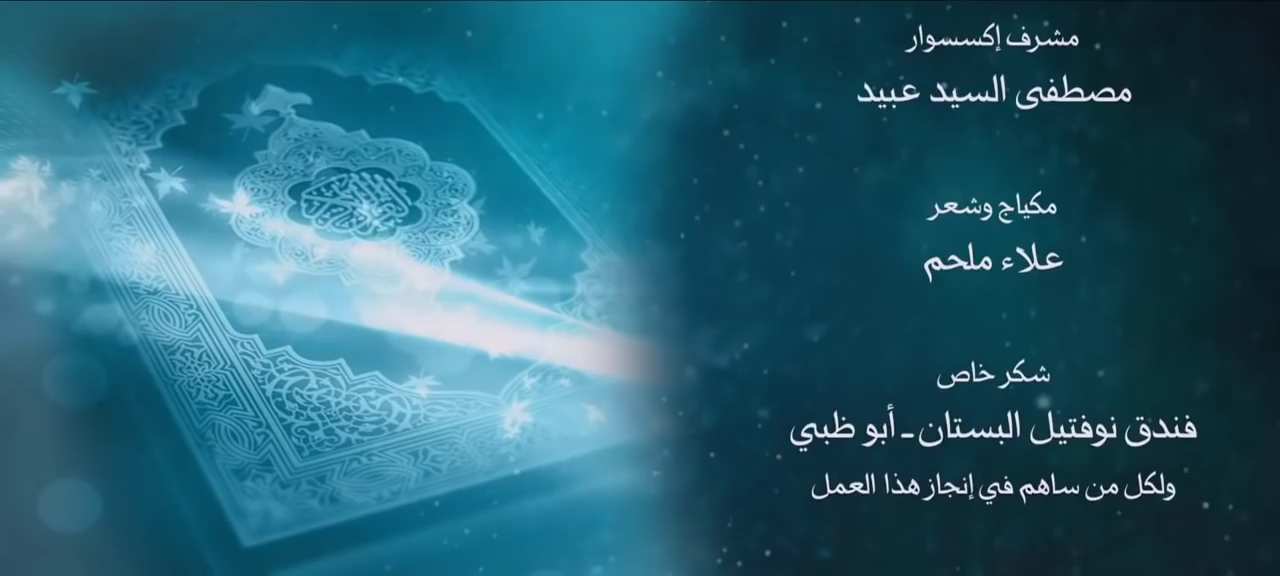 مشرف إكسسوار
مصطفى السيد عبيد
مكياج وشعر
علاء ملحم
شكر خاص
فندق نوفتيل البستان - أبو ظبي
ولكل من ساهم في إنجاز هذا العمل